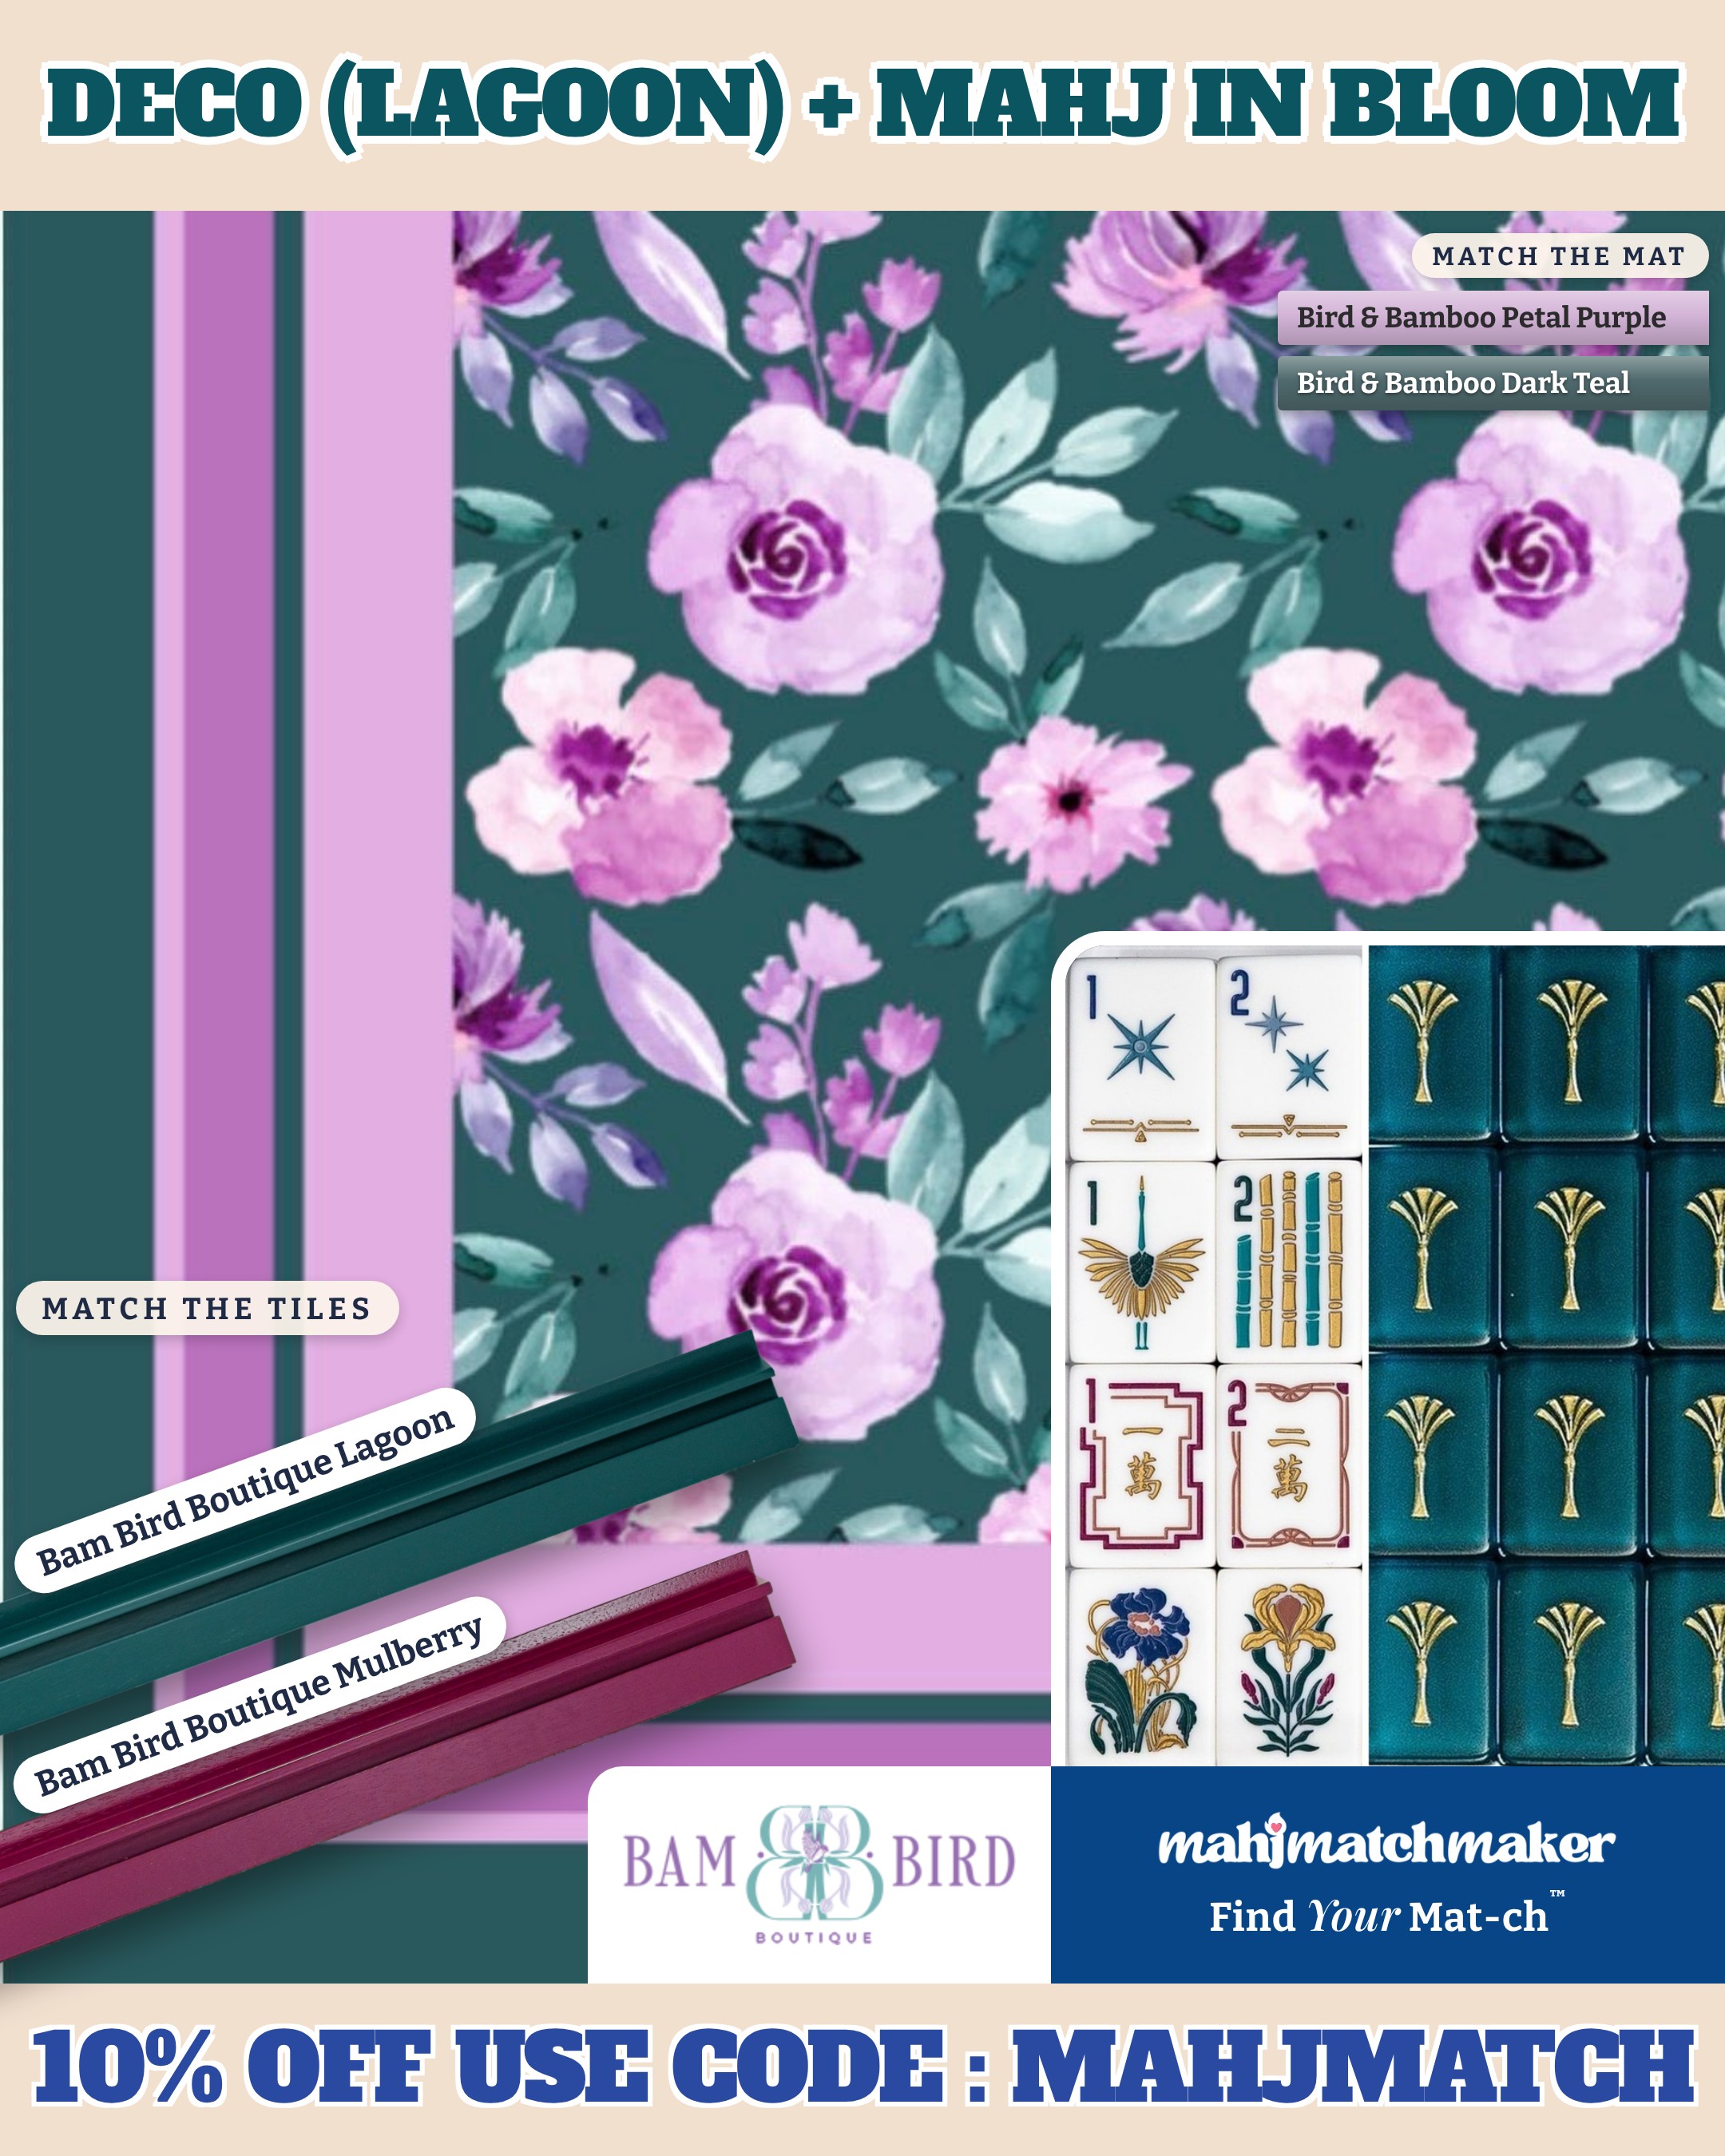 DECO (LAGOON) + MAHJ IN BLOOM
MATCH THE MAT
Bird & Bamboo Petal Purple
Bird & Bamboo Dark Teal
1
2
1
2
MATCH THE TILES
1
一
萬
2
二
萬
Bam Bird Boutique Lagoon
Bam Bird Boutique Mulberry
BAM BIRD
BOUTIQUE
mahjmatchmaker
Find Your Mat-ch™
10% OFF USE CODE : MAHJMATCH